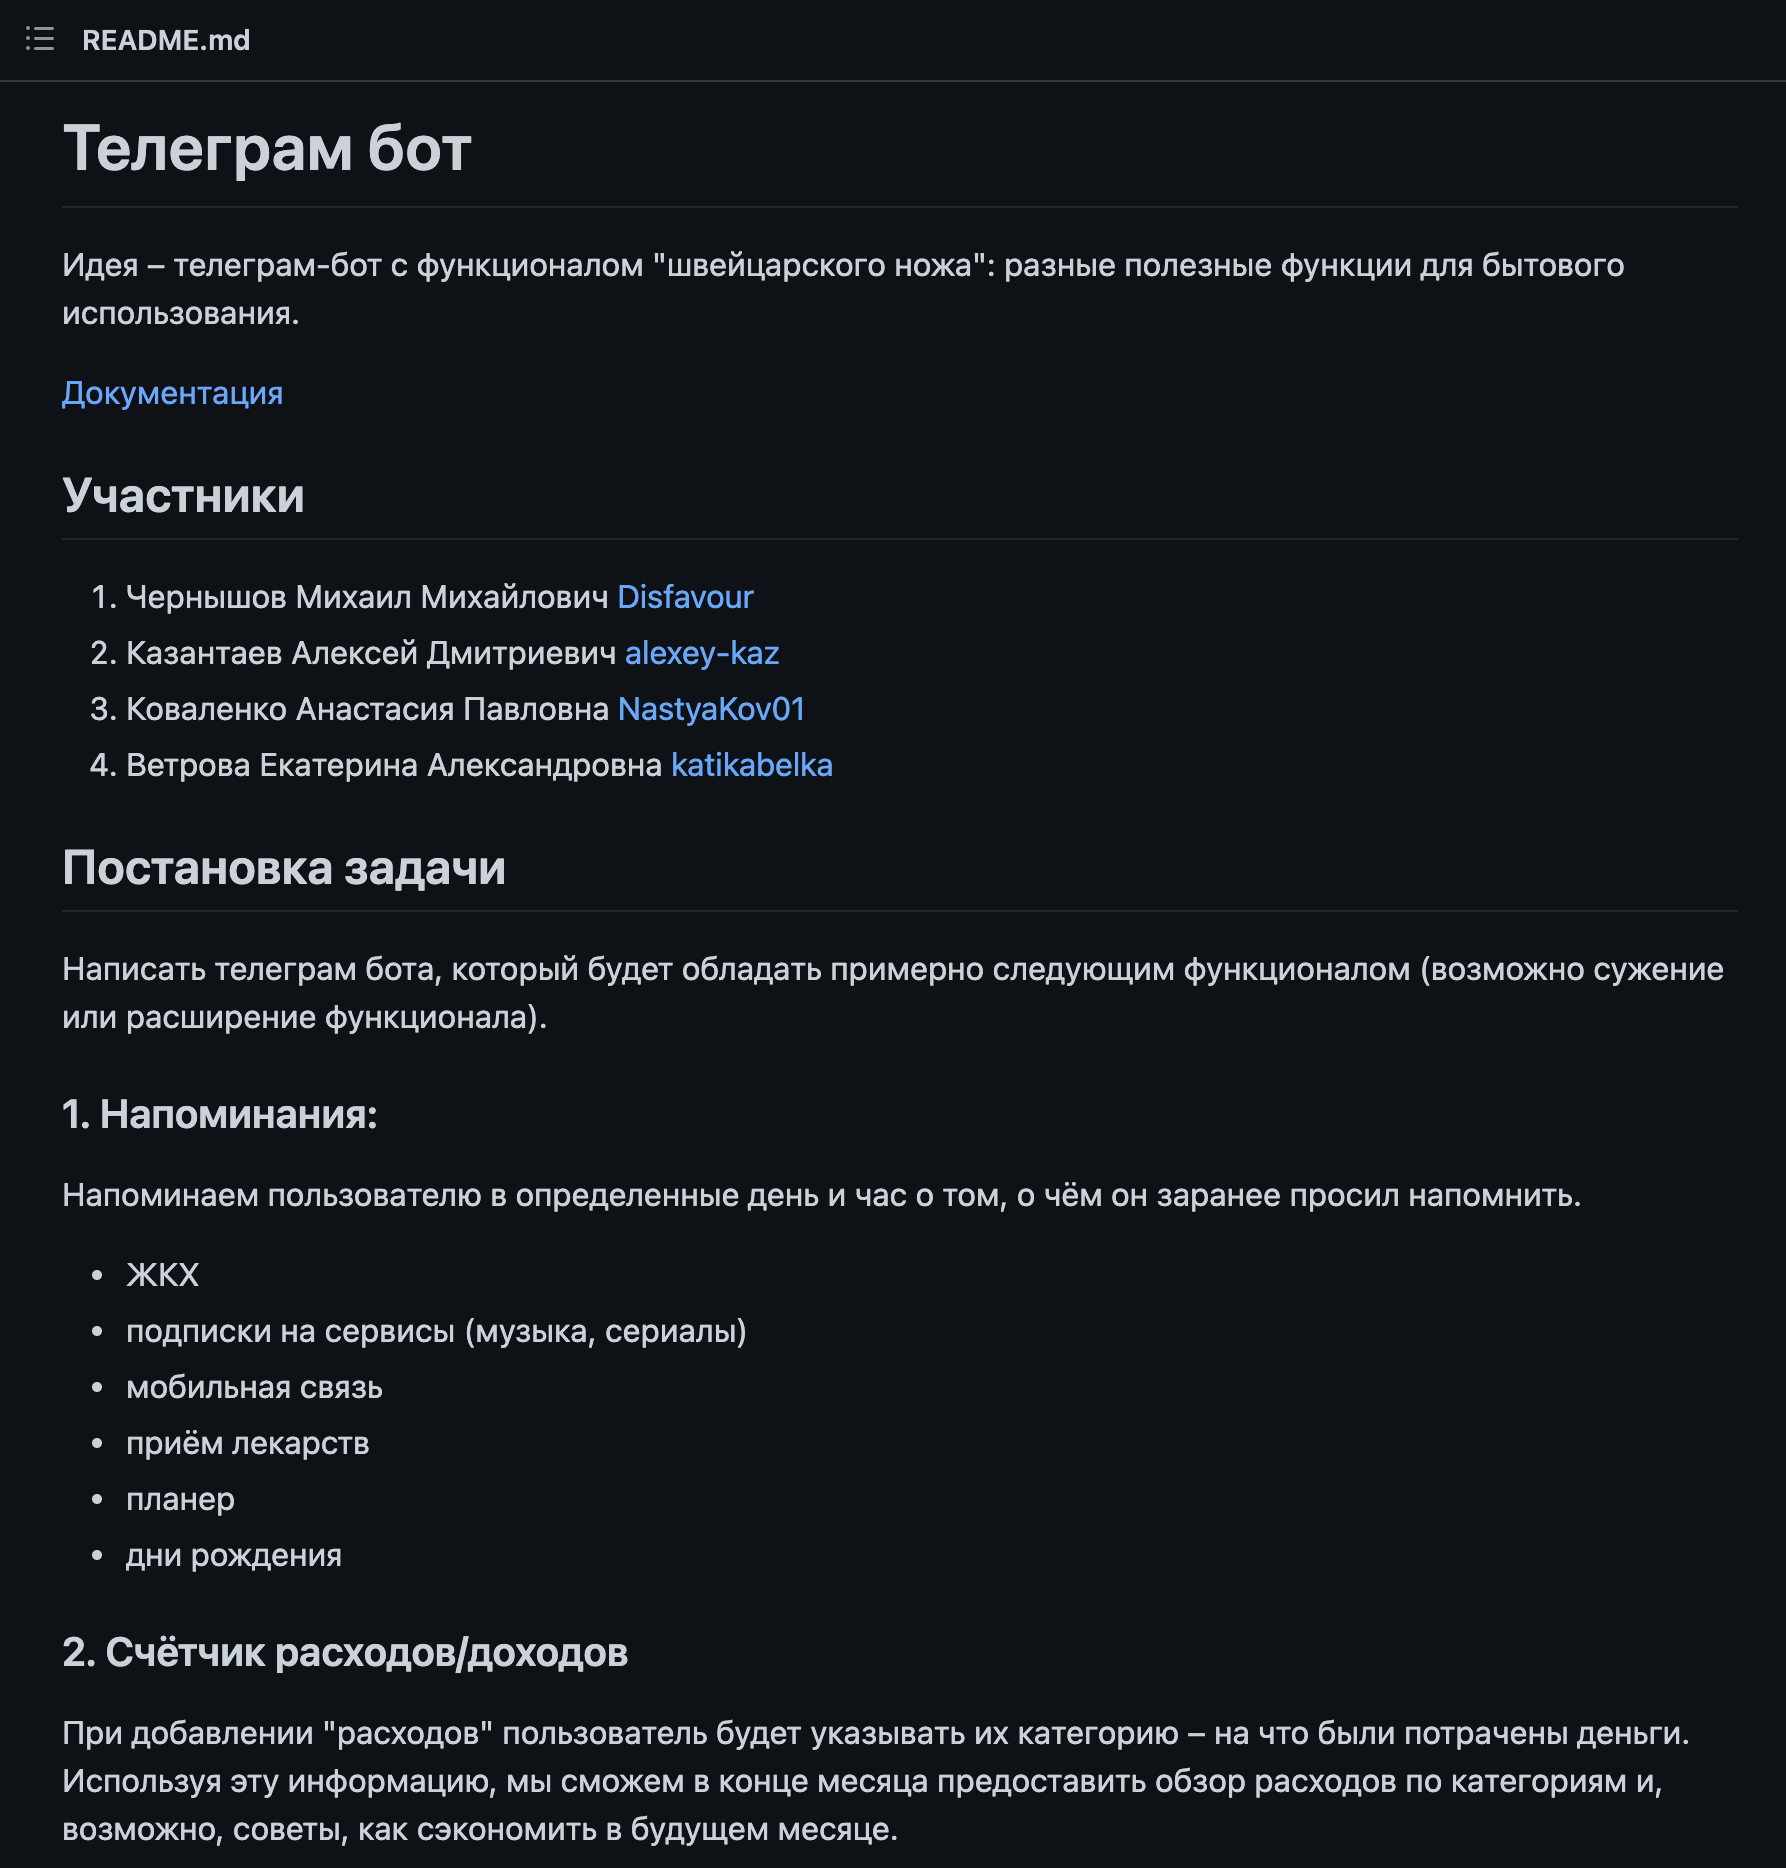 README.md
Телеграм бот
Идея – телеграм-бот с функционалом "швейцарского ножа": разные полезные функции для бытового
использования.
Документация
Участники
1. Чернышов Михаил Михайлович Disfavour
2. Казантаев Алексей Дмитриевич alexey-kaz
3. Коваленко Анастасия Павловна NastyaKov01
4. Ветрова Екатерина Александровна katikabelka
Постановка задачи
Написать телеграм бота, который будет обладать примерно следующим функционалом (возможно сужение
или расширение функционала).
1. Напоминания:
Напоминаем пользователю в определенные день и час о том, о чём он заранее просил напомнить.
• ЖКХ
• подписки на сервисы (музыка, сериалы)
• мобильная связь
• приём лекарств
• планер
• дни рождения
2. Счётчик расходов/доходов
При добавлении "расходов" пользователь будет указывать их категорию – на что были потрачены деньги.
Используя эту информацию, мы сможем в конце месяца предоставить обзор расходов по категориям и,
возможно, советы, как сэкономить в будущем месяце.